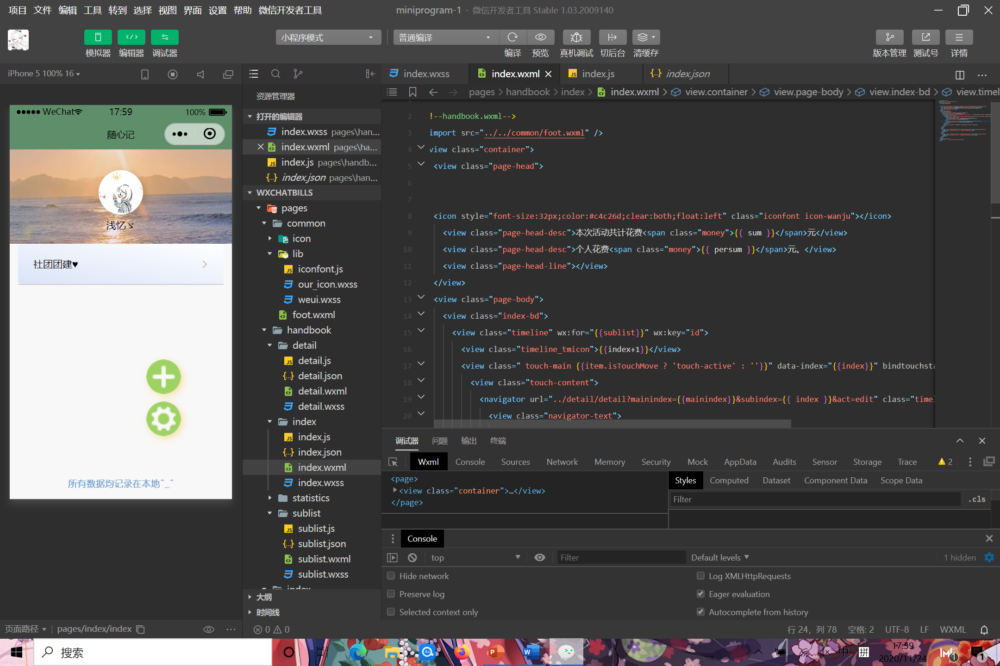 项目 文件 编辑 工具 转到 选择 视图 界面 设置 帮助 微信开发者工具
miniprogram-1 - 微信开发者工具 Stable 1.03.2009140
模拟器 编辑器 调试器
小程序模式
普通编译
编译 预览 真机调试 切后台 清缓存
版本管理 测试号 详情
iPhone 5 100% 16
WeChat
17:59
100%
随心记
浅忆
社团团建♥
所有数据均记录在本地^_^
页面路径 pages/index/index
资源管理器
打开的编辑器
index.wxss pages\han...
index.wxml pages\ha...
index.js pages\handb...
index.json pages\han...
WXCHATBILLS
pages
common
icon
lib
iconfont.js
our_icon.wxss
weui.wxss
foot.wxml
handbook
detail
detail.js
detail.json
detail.wxml
detail.wxss
index
index.js
index.json
index.wxml
index.wxss
statistics
sublist
sublist.js
sublist.json
sublist.wxml
sublist.wxss
index
大纲
时间线
0 0
index.wxss index.wxml index.js index.json
pages > handbook > index > index.wxml > view.container > view.page-body > view.index-bd > view.timel
1
2 !--handbook.wxml-->
3 import src="../../common/foot.wxml" />
4 view class="container">
5 <view class="page-head">
6
7
8 <icon style="font-size:32px;color:#c4c26d;clear:both;float:left" class="iconfont icon-wanju"></icon>
9 <view class="page-head-desc">本次活动共计花费<span class="money">{{ sum }}</span>元</view>
10 <view class="page-head-desc">个人花费<span class="money">{{ persum }}</span>元。</view>
11 <view class="page-head-line"></view>
12 </view>
13 <view class="page-body">
14 <view class="index-bd">
15 <view class="timeline" wx:for="{{sublist}}" wx:key="id">
16 <view class="timeline_tmicon">{{index+1}}</view>
17 <view class=" touch-main {{item.isTouchMove ? 'touch-active' : ''}}" data-index="{{index}}" bindtouchsta
18 <view class="touch-content">
19 <navigator url="../detail/detail?mainindex={{mainindex}}&subindex={{ index }}&act=edit" class="timel
20 <view class="navigator-text">
调试器 问题 输出 终端
Wxml Console Sources Network Memory Security Mock AppData Audits Sensor Storage Trace 2
<page>
<view class="container">…</view>
</page>
Styles Computed Dataset Component Data Scope Data
Filter .cls
Console
top Filter Default levels 1 hidden
Hide network Log XMLHttpRequests
Preserve log Eager evaluation
Selected context only Autocomplete from history
行 24，列 78 空格: 2 UTF-8 LF WXML
搜索
中 拼
17:59
2020/11/24
1
1